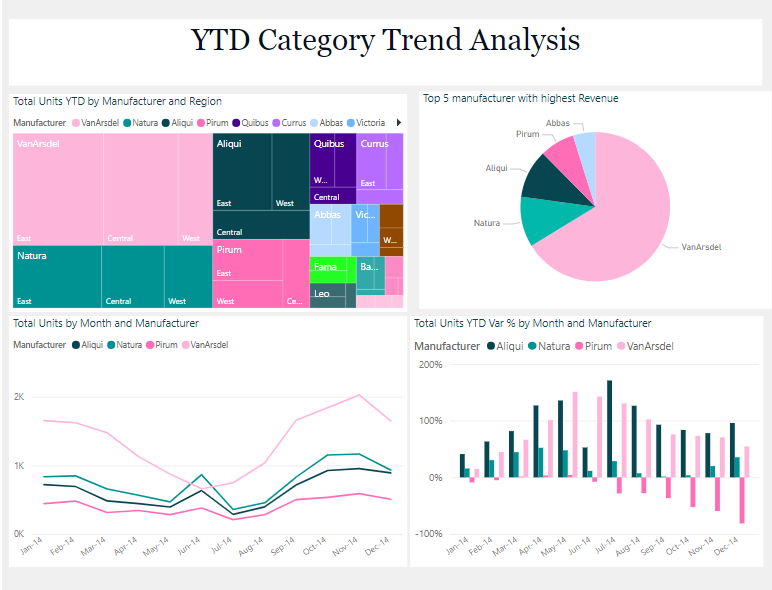 YTD Category Trend Analysis
Total Units YTD by Manufacturer and Region
Manufacturer VanArsdel Natura Aliqui Pirum Quibus Currus Abbas Victoria
VanArsdel
East
Central
West
Natura
East
Central
West
Aliqui
East
West
Central
Pirum
East
West
Ce...
Quibus
W...
Central
Currus
East
Abbas
Vic...
W...
Fama
Ba...
Leo
Top 5 manufacturer with highest Revenue
Abbas
Pirum
Aliqui
Natura
VanArsdel
Total Units by Month and Manufacturer
Manufacturer Aliqui Natura Pirum VanArsdel
2K
1K
0K
Jan-14 Feb-14 Mar-14 Apr-14 May-14 Jun-14 Jul-14 Aug-14 Sep-14 Oct-14 Nov-14 Dec-14
Total Units YTD Var % by Month and Manufacturer
Manufacturer Aliqui Natura Pirum VanArsdel
200%
100%
0%
-100%
Jan-14 Feb-14 Mar-14 Apr-14 May-14 Jun-14 Jul-14 Aug-14 Sep-14 Oct-14 Nov-14 Dec-14